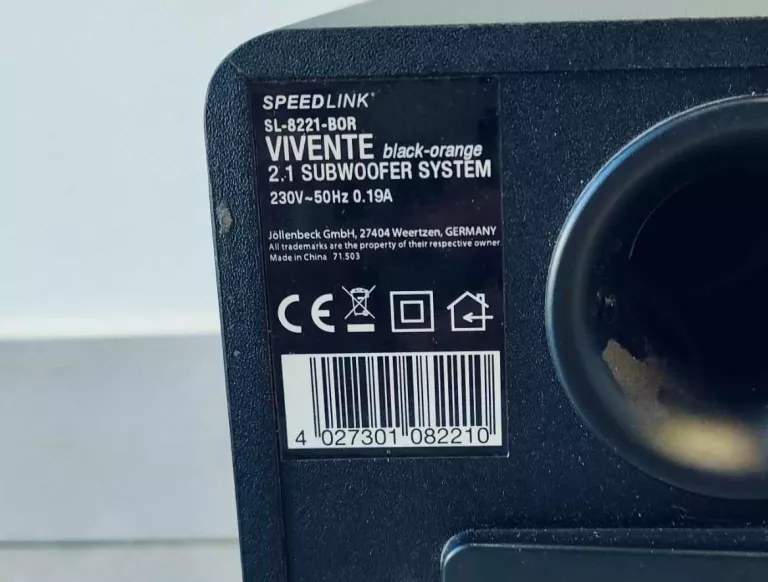 SPEEDLINK®
SL-8221-BOR
VIVENTE black-orange
2.1 SUBWOOFER SYSTEM
230V~50Hz 0.19A
Jöllenbeck GmbH, 27404 Weertzen, GERMANY
All trademarks are the property of their respective owner.
Made in China 71.503
CE
4 027301 082210